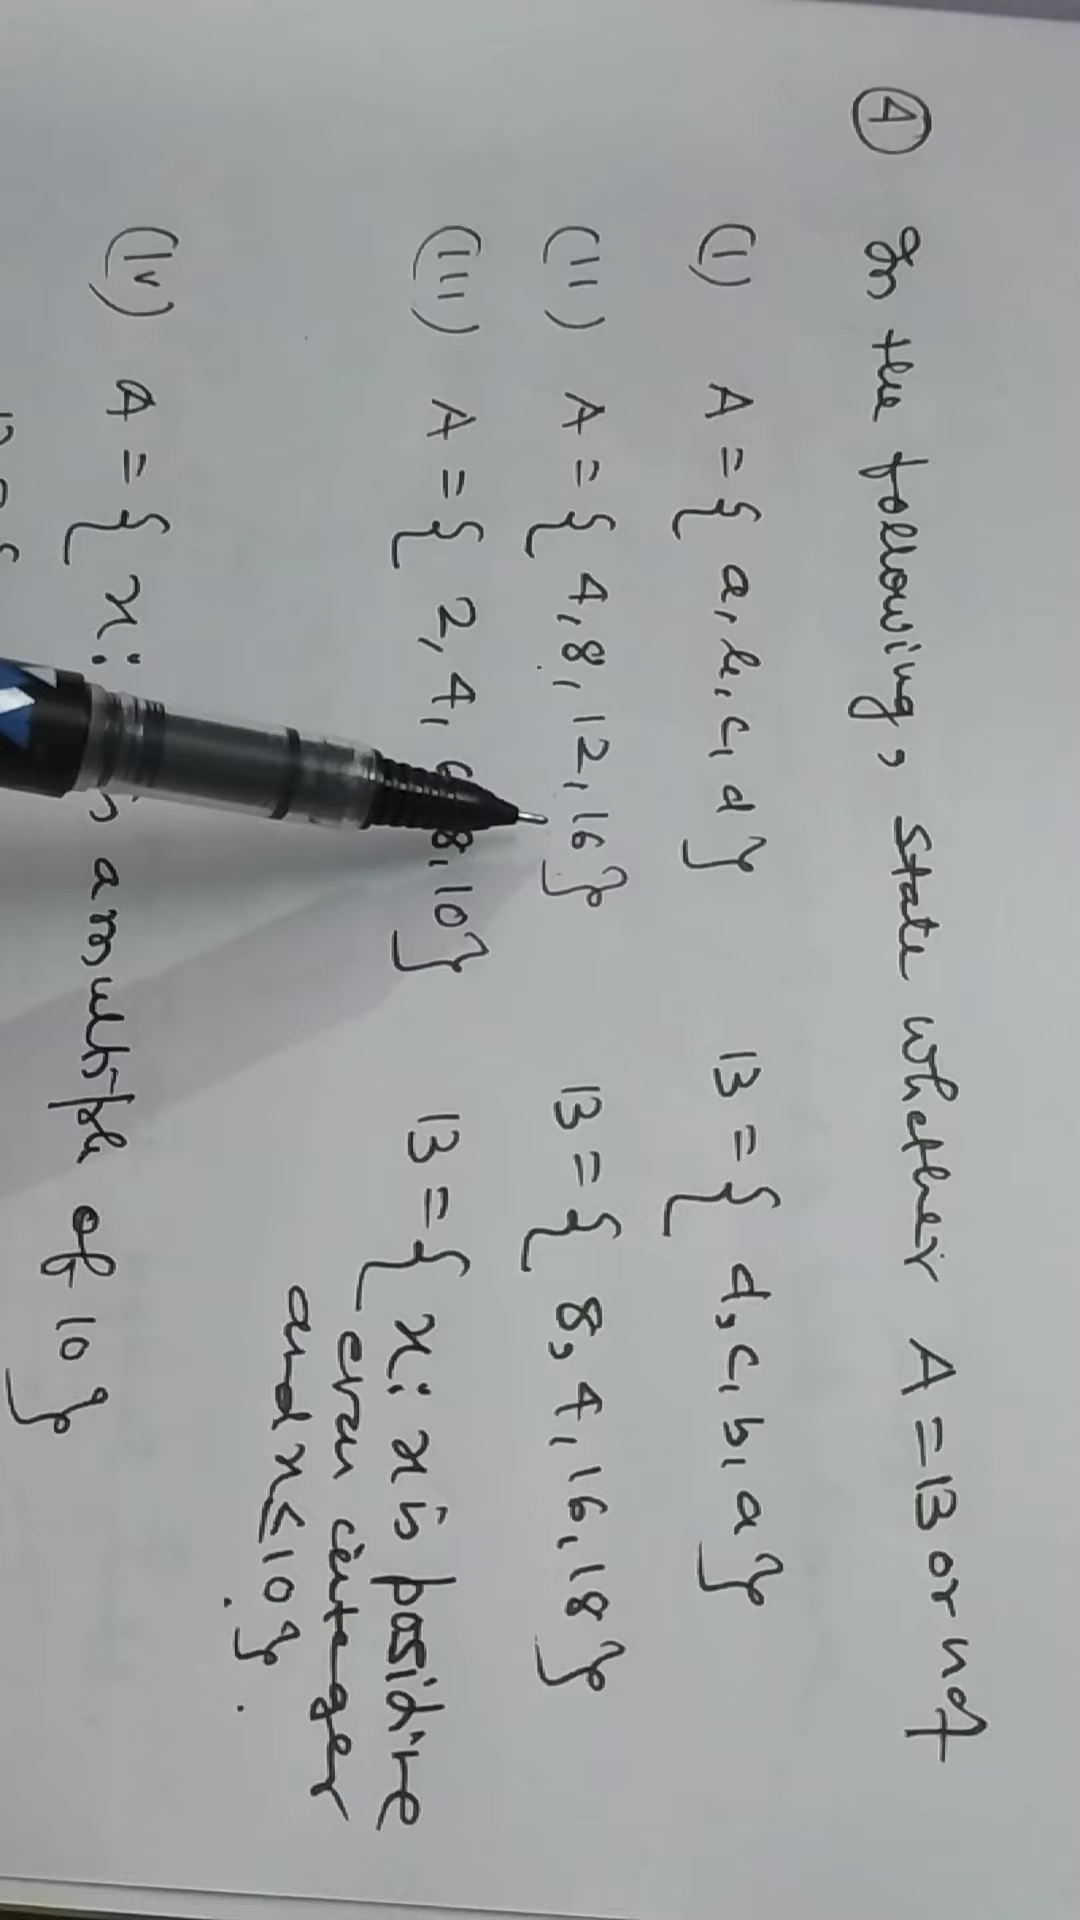 ④ In the following, state whether A = B or not
(i) A = { a, b, c, d} B = { d, c, b, a }
(ii) A = { 4, 8, 12, 16} B = { 8, 4, 16, 18 }
(iii) A = { 2, 4, 6, 8, 10} B = { x: x is positive
even integer
and x ≤ 10}.
(iv) A = { x: a multiple of 10 }